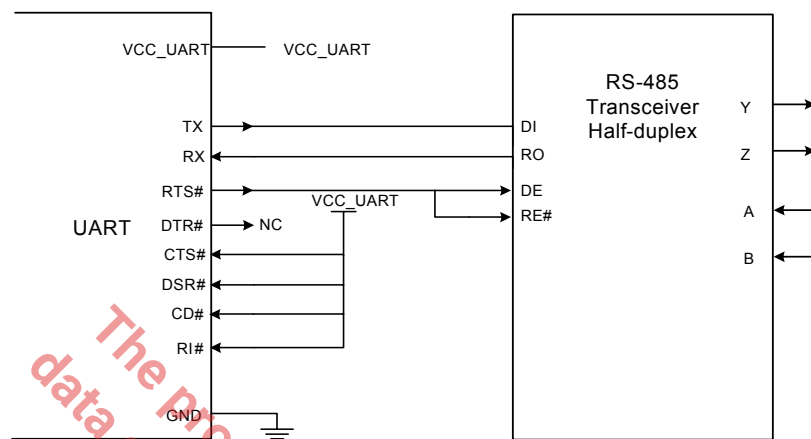 VCC_UART VCC_UART
RS-485
Transceiver
Half-duplex
Y
TX
DI
RX
RO
Z
RTS#
DE
VCC_UART
RE#
A
UART
DTR#
NC
CTS#
B
DSR#
CD#
RI#
GND
The
data